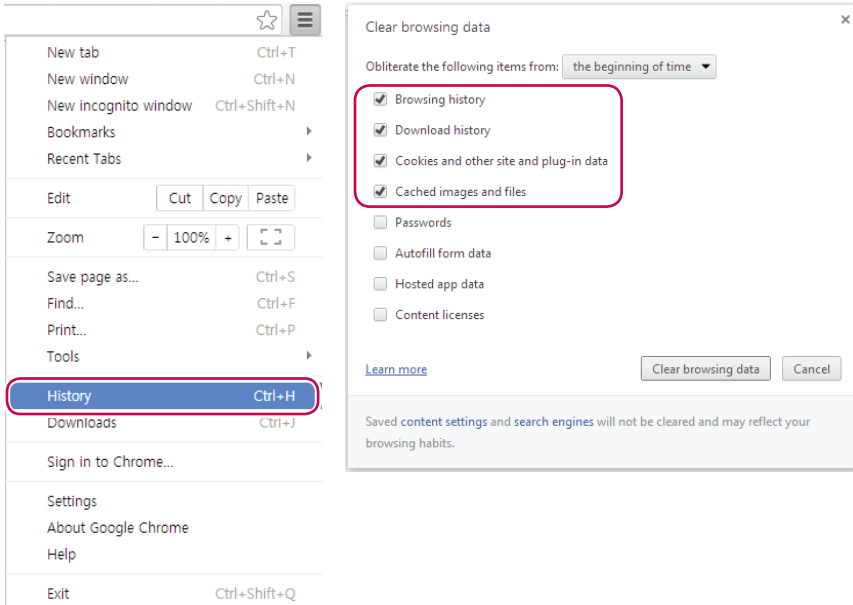 New tab Ctrl+T
New window Ctrl+N
New incognito window Ctrl+Shift+N
Bookmarks
Recent Tabs
Edit Cut Copy Paste
Zoom - 100% +
Save page as... Ctrl+S
Find... Ctrl+F
Print... Ctrl+P
Tools
History Ctrl+H
Downloads Ctrl+J
Sign in to Chrome...
Settings
About Google Chrome
Help
Exit Ctrl+Shift+Q
Clear browsing data ×
Obliterate the following items from: the beginning of time
Browsing history
Download history
Cookies and other site and plug-in data
Cached images and files
Passwords
Autofill form data
Hosted app data
Content licenses
Learn more Clear browsing data Cancel
Saved content settings and search engines will not be cleared and may reflect your
browsing habits.